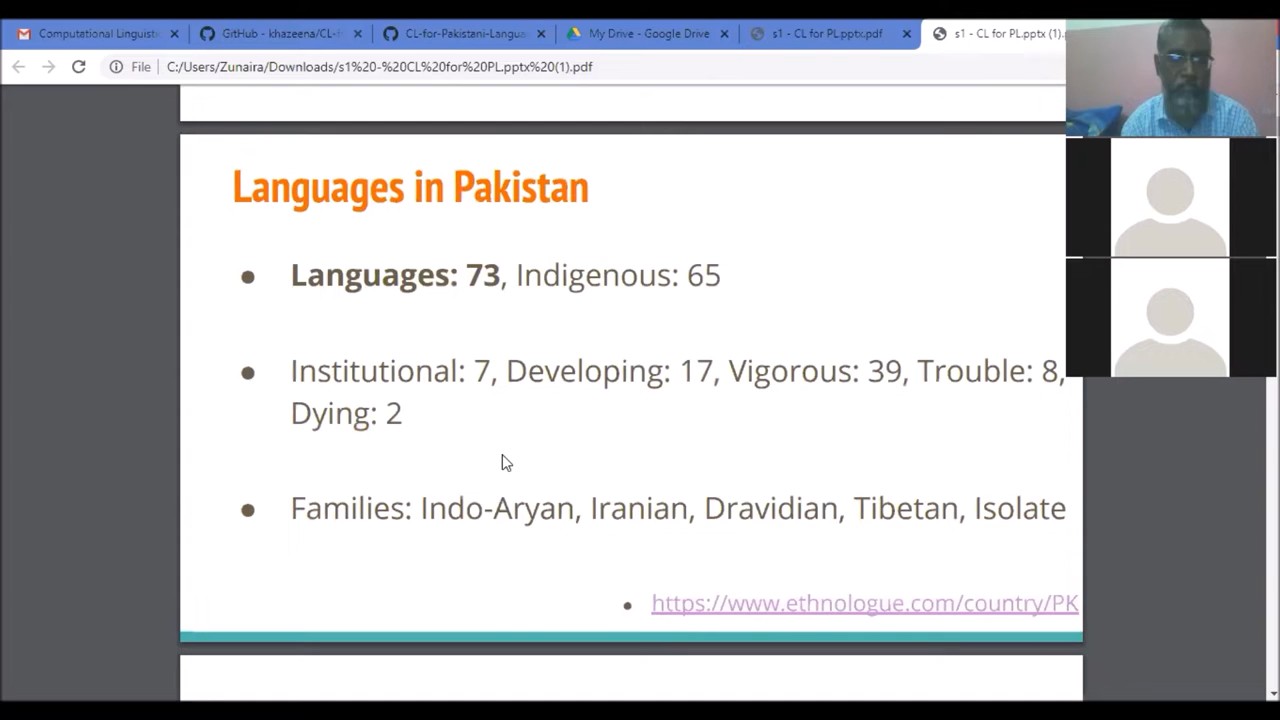 Computational Linguisti
GitHub - khazeena/CL-f
CL-for-Pakistani-Langua
My Drive - Google Drive
s1 - CL for PL.pptx.pdf
s1 - CL for PL.pptx (1).p
File
C:/Users/Zunaira/Downloads/s1%20-%20CL%20for%20PL.pptx%20(1).pdf
Languages in Pakistan
● Languages: 73, Indigenous: 65
● Institutional: 7, Developing: 17, Vigorous: 39, Trouble: 8,
Dying: 2
● Families: Indo-Aryan, Iranian, Dravidian, Tibetan, Isolate
● https://www.ethnologue.com/country/PK